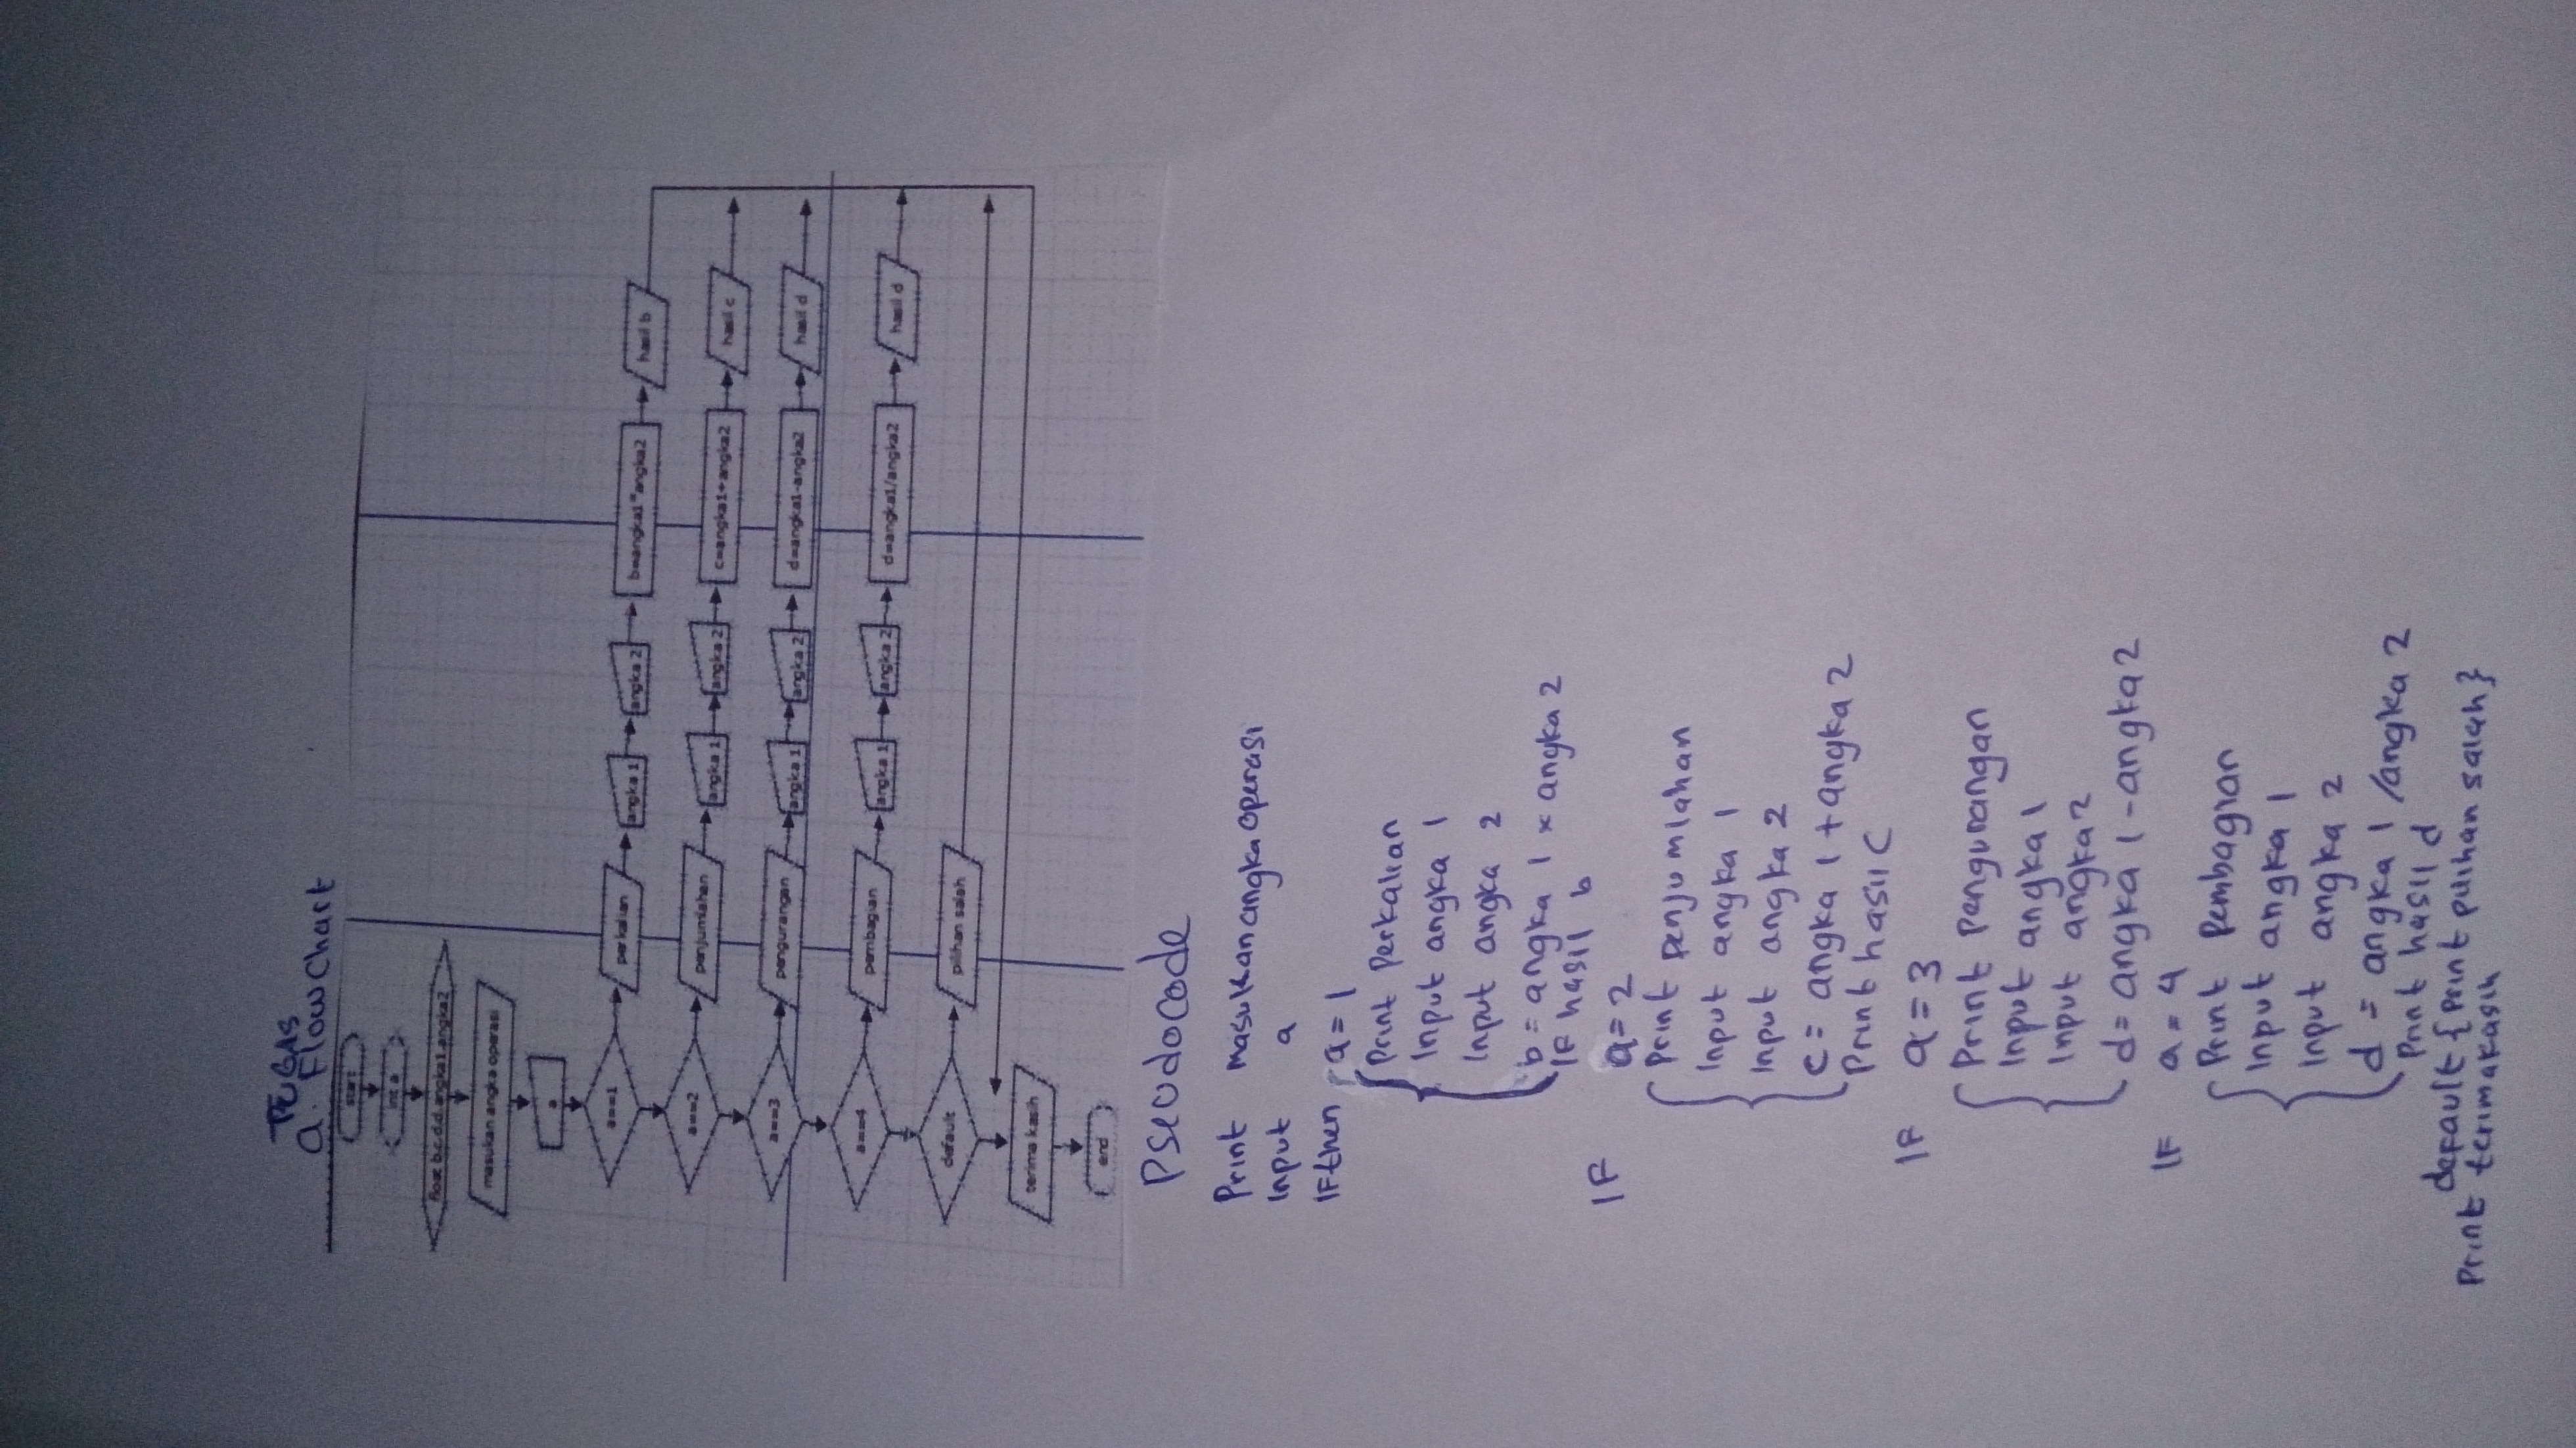 TUGAS
a. Flowchart
start
int a
float b,c,d,d,angka1,angka2
masukan angka operasi
a
a==1
perkalian
angka 1
angka 2
b=angka1*angka2
hasil b
a==2
penjumlahan
angka 1
angka 2
c=angka1+angka2
hasil c
a==3
pengurangan
angka 1
angka 2
d=angka1-angka2
hasil d
a==4
pembagian
angka 1
angka 2
d=angka1/angka2
hasil d
default
pilihan salah
terima kasih
end
Pseudocode
Print masukkan angka operasi
Input a
IF then a = 1
{ Print Perkalian
Input angka 1
Input angka 2
b = angka 1 x angka 2
IF hasil b
IF a = 2
{ Print penjumlahan
Input angka 1
Input angka 2
c = angka 1 + angka 2
Print hasil c
IF a = 3
{ Print pengurangan
Input angka 1
Input angka 2
d = angka 1 - angka 2
IF a = 4
{ Print Pembagian
Input angka 1
Input angka 2
d = angka 1 / angka 2
Print hasil d
default { Print pilihan salah }
Print terimakasih